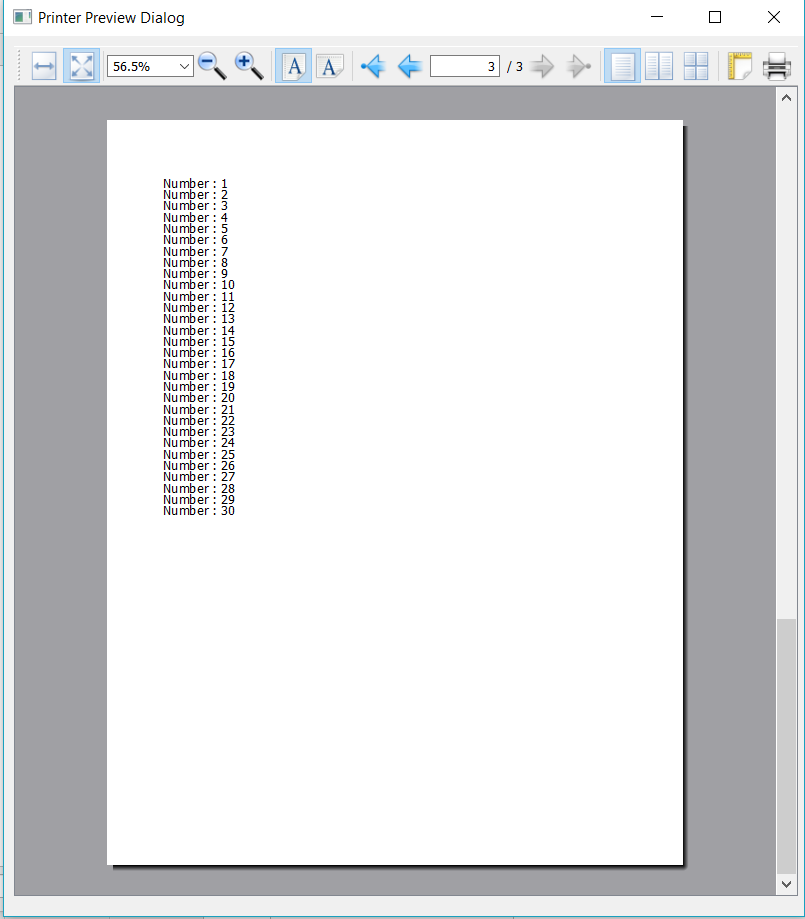 Printer Preview Dialog
56.5% A A 3 / 3
Number : 1
Number : 2
Number : 3
Number : 4
Number : 5
Number : 6
Number : 7
Number : 8
Number : 9
Number : 10
Number : 11
Number : 12
Number : 13
Number : 14
Number : 15
Number : 16
Number : 17
Number : 18
Number : 19
Number : 20
Number : 21
Number : 22
Number : 23
Number : 24
Number : 25
Number : 26
Number : 27
Number : 28
Number : 29
Number : 30